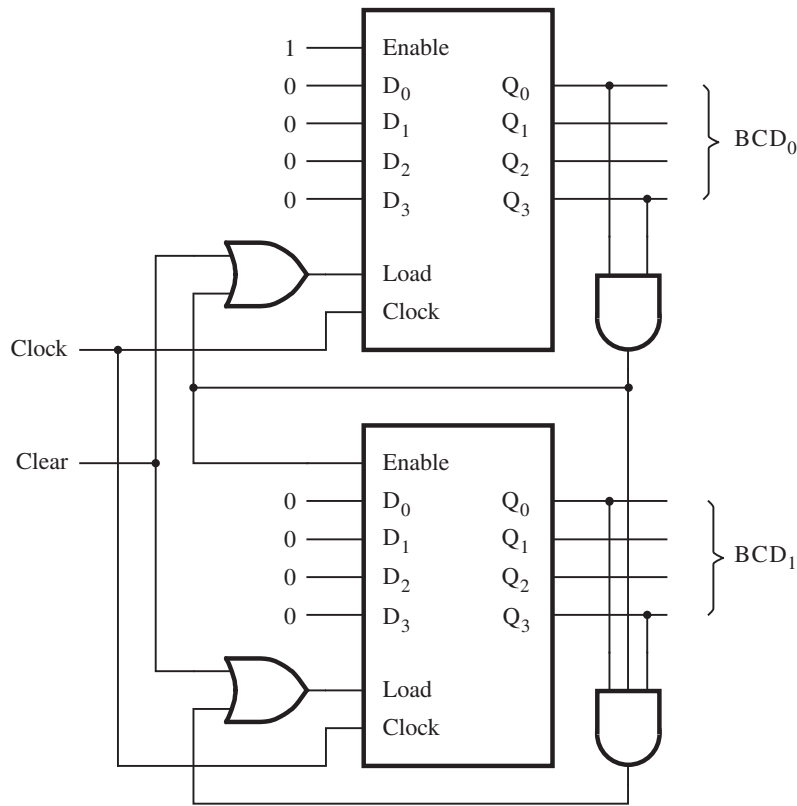 1 Enable
0 D0 Q0
0 D1 Q1
0 D2 Q2
0 D3 Q3
BCD0
Load
Clock
Clock
Clear
Enable
0 D0 Q0
0 D1 Q1
0 D2 Q2
0 D3 Q3
BCD1
Load
Clock